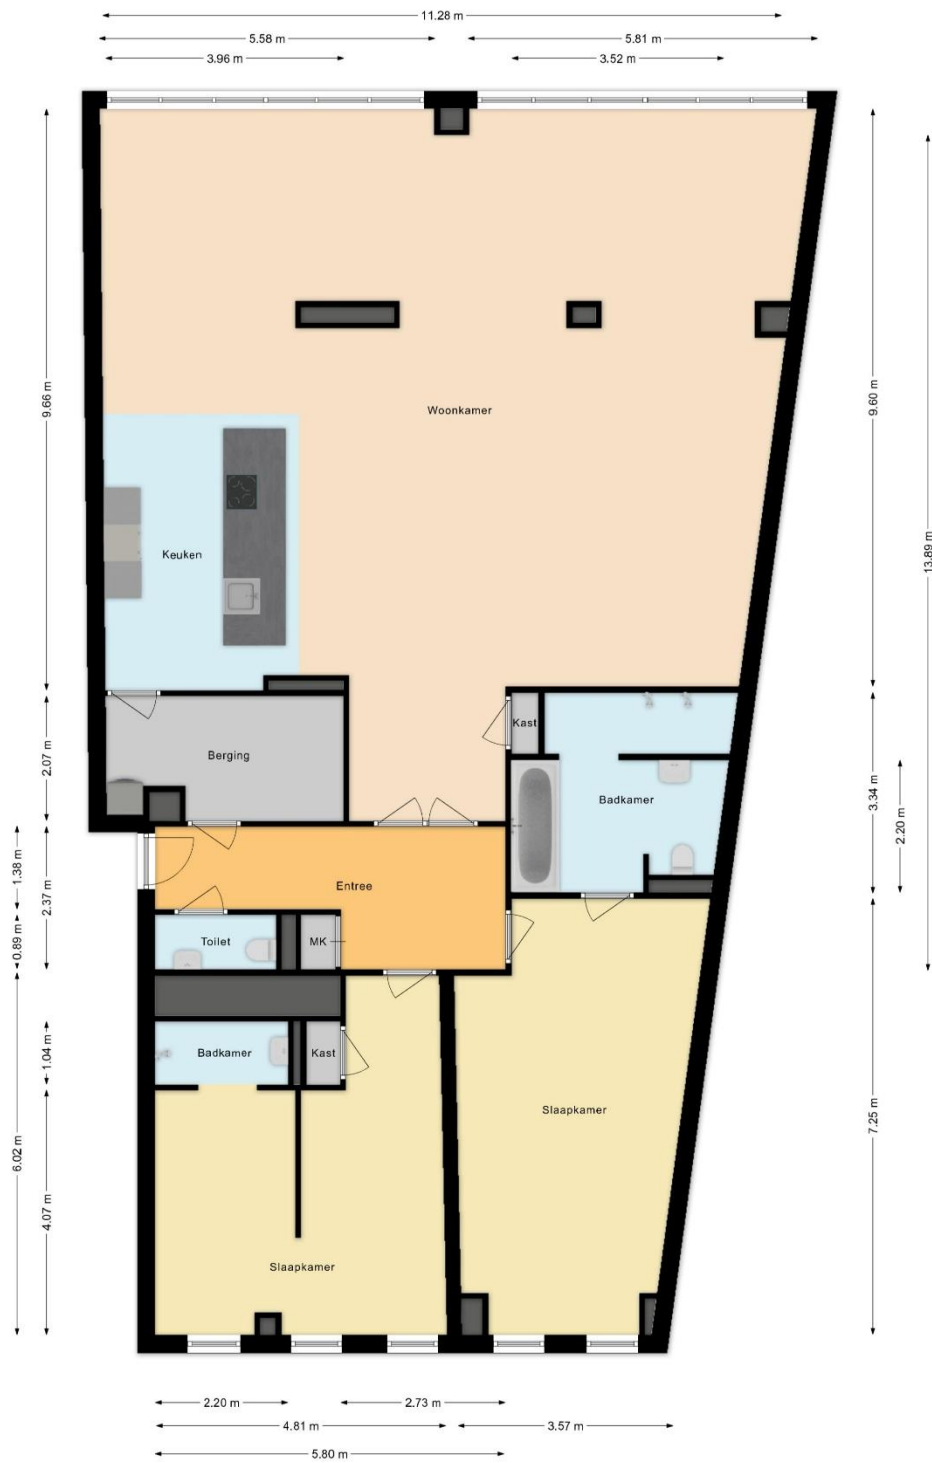 11.28 m
5.58 m
5.81 m
3.96 m
3.52 m
9.66 m
9.60 m
13.89 m
Woonkamer
Keuken
Kast
Berging
2.07 m
Badkamer
3.34 m
2.20 m
1.38 m
2.37 m
Entree
0.89 m
Toilet
MK
1.04 m
Badkamer
Kast
Slaapkamer
7.25 m
6.02 m
4.07 m
Slaapkamer
2.20 m
2.73 m
4.81 m
3.57 m
5.80 m